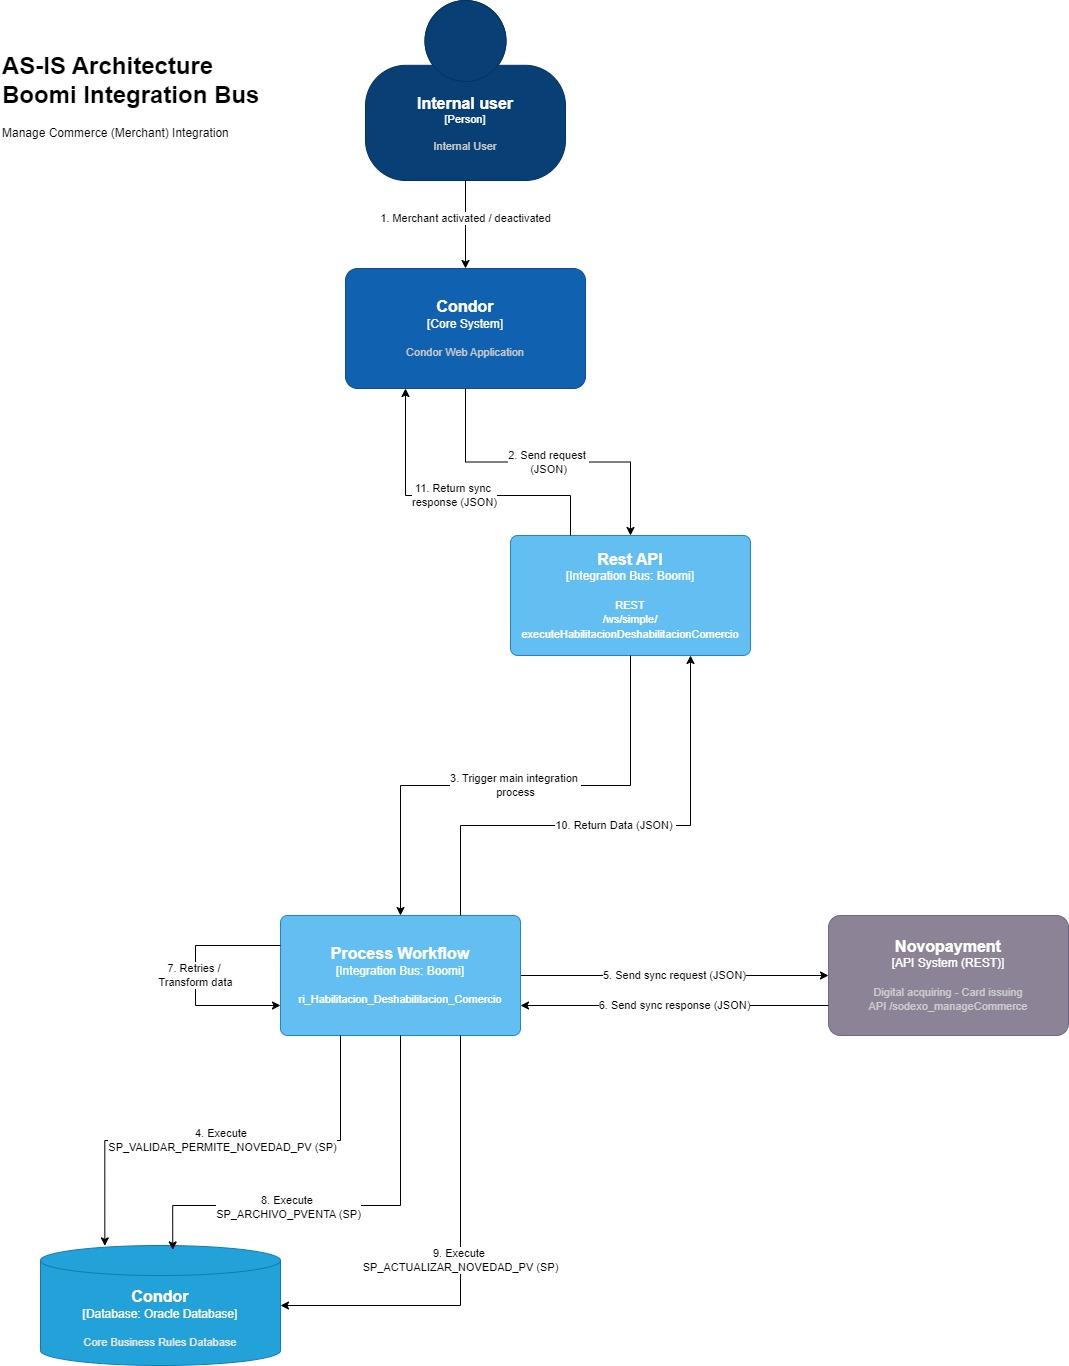 AS-IS Architecture
Boomi Integration Bus
Manage Commerce (Merchant) Integration
Internal user
[Person]
Internal User
1. Merchant activated / deactivated
Condor
[Core System]
Condor Web Application
2. Send request
(JSON)
11. Return sync
response (JSON)
Rest API
[Integration Bus: Boomi]
REST
/ws/simple/
executeHabilitacionDeshabilitacionComercio
3. Trigger main integration
process
10. Return Data (JSON)
Process Workflow
[Integration Bus: Boomi]
ri_Habilitacion_Deshabilitacion_Comercio
7. Retries /
Transform data
5. Send sync request (JSON)
6. Send sync response (JSON)
Novopayment
[API System (REST)]
Digital acquiring - Card issuing
API /sodexo_manageCommerce
4. Execute
SP_VALIDAR_PERMITE_NOVEDAD_PV (SP)
8. Execute
SP_ARCHIVO_PVENTA (SP)
9. Execute
SP_ACTUALIZAR_NOVEDAD_PV (SP)
Condor
[Database: Oracle Database]
Core Business Rules Database